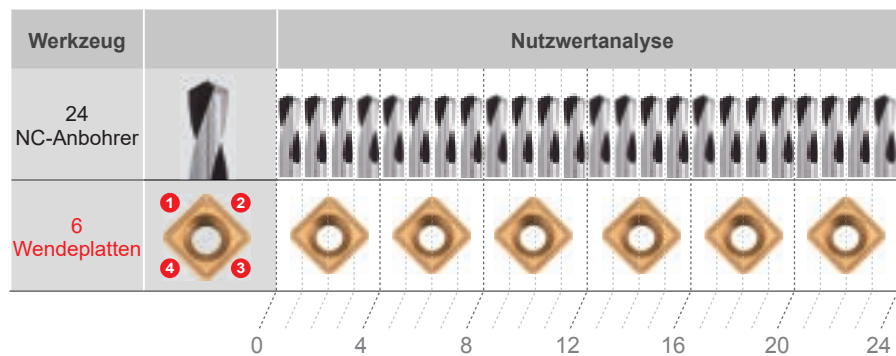 Werkzeug
Nutzwertanalyse
24
NC-Anbohrer
1 2
4 3
6
Wendeplatten
0 4 8 12 16 20 24